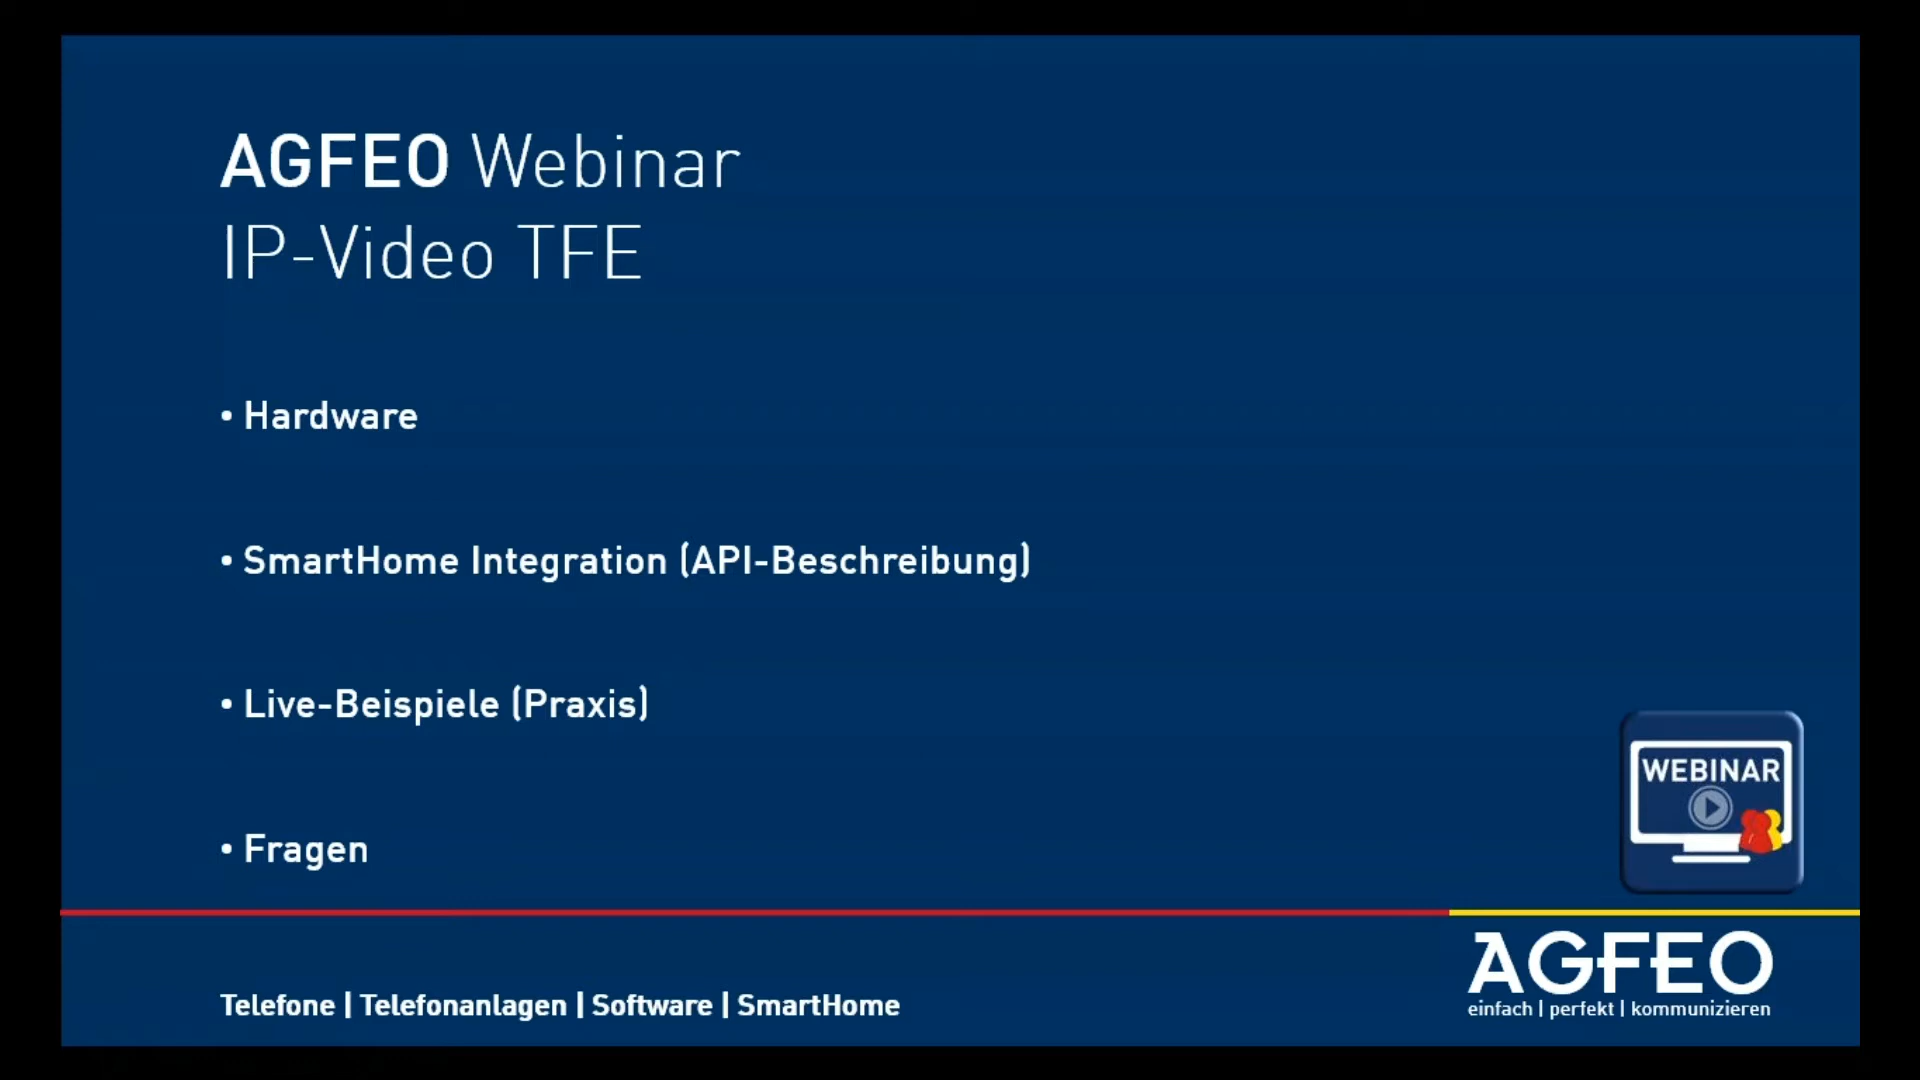 AGFEO Webinar
IP-Video TFE
• Hardware
• SmartHome Integration (API-Beschreibung)
• Live-Beispiele (Praxis)
• Fragen
WEBINAR
Telefone | Telefonanlagen | Software | SmartHome
AGFEO
einfach | perfekt | kommunizieren